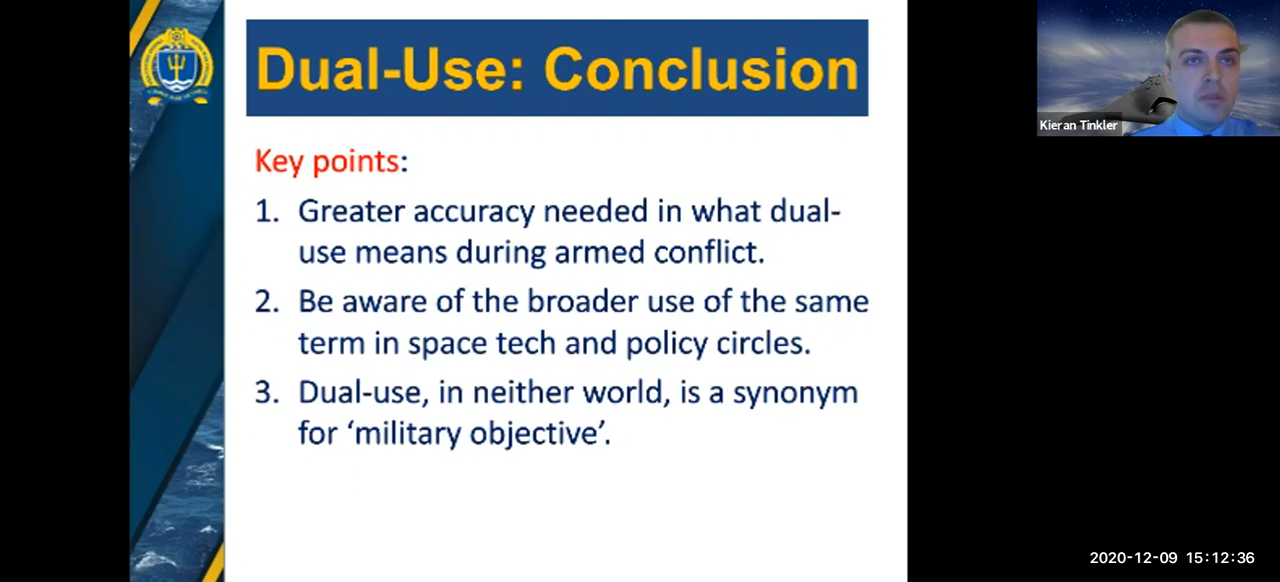 Dual-Use: Conclusion
Key points:
1. Greater accuracy needed in what dual-
use means during armed conflict.
2. Be aware of the broader use of the same
term in space tech and policy circles.
3. Dual-use, in neither world, is a synonym
for ‘military objective’.
Kieran Tinkler
2020-12-09 15:12:36